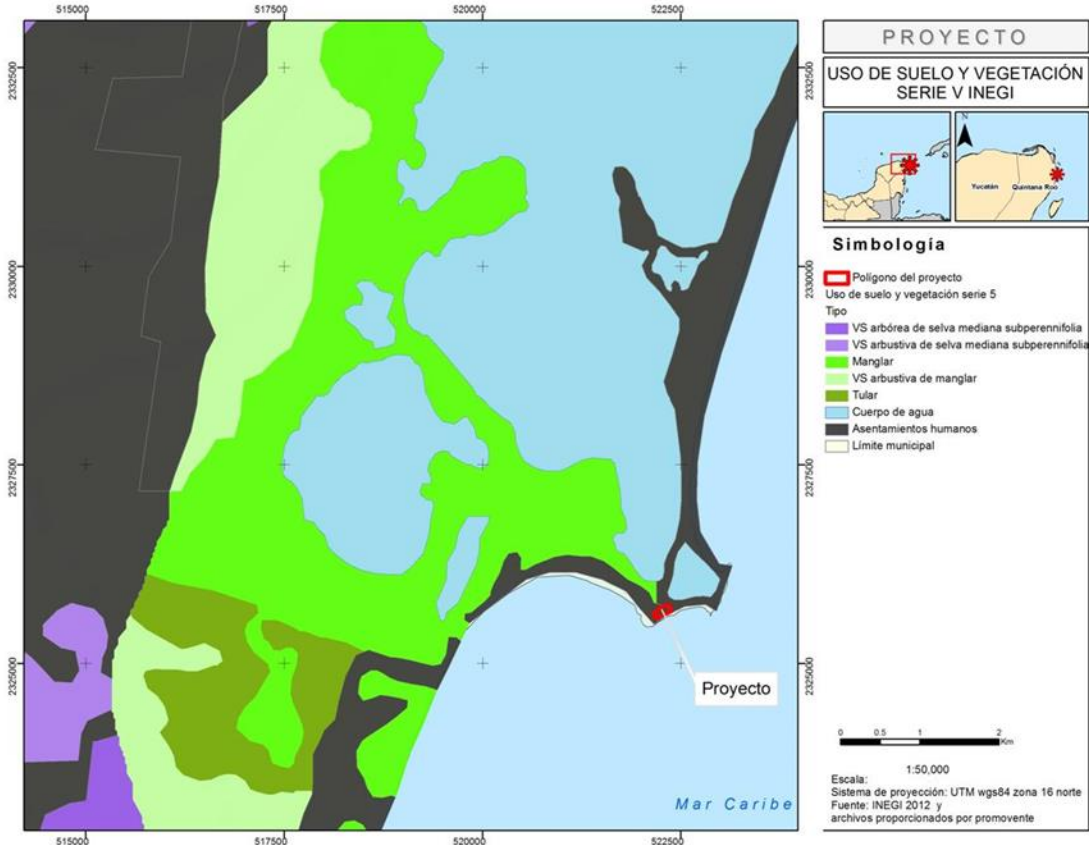 515000
517500
520000
522500
2332500
2330000
2327500
2325000
2332500
2330000
2327500
2325000
515000
517500
520000
522500
Proyecto
Mar Caribe
PROYECTO
USO DE SUELO Y VEGETACIÓN
SERIE V INEGI
N
Yucatán
Quintana Roo
Simbología
Polígono del proyecto
Uso de suelo y vegetación serie 5
Tipo
VS arbórea de selva mediana subperennifolia
VS arbustiva de selva mediana subperennifolia
Manglar
VS arbustiva de manglar
Tular
Cuerpo de agua
Asentamientos humanos
Límite municipal
0 0.5 1 2
Km
1:50,000
Escala:
Sistema de proyección: UTM wgs84 zona 16 norte
Fuente: INEGI 2012 y
archivos proporcionados por promovente